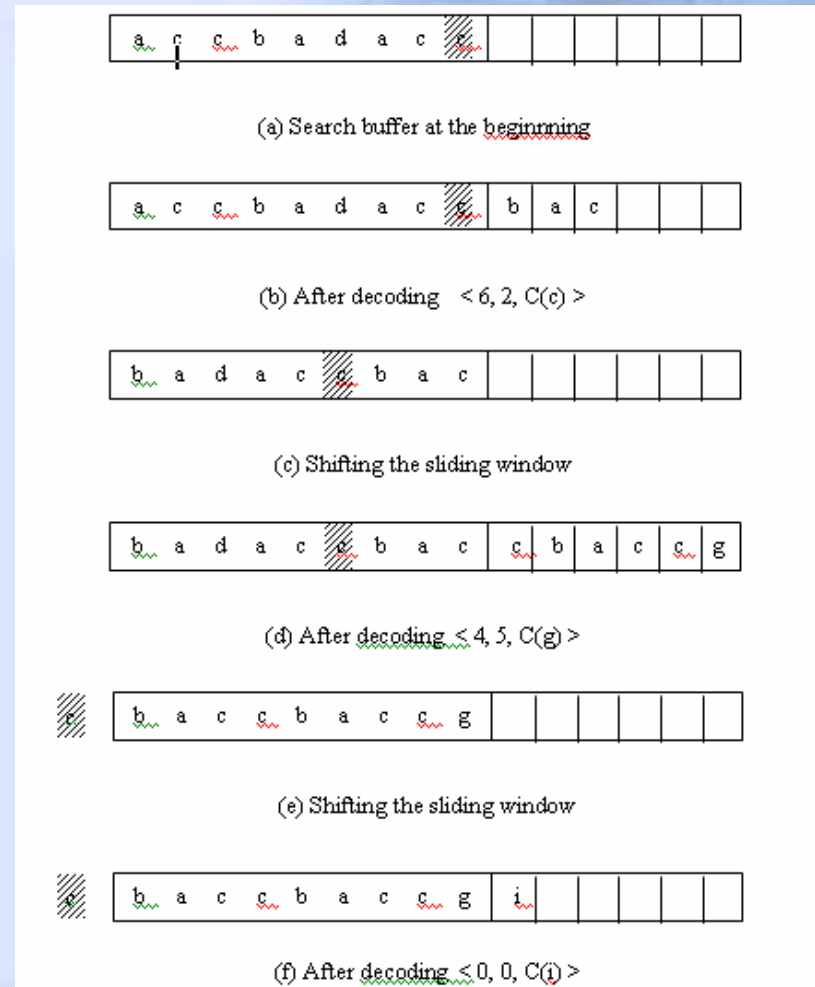 a c c b a d a c c
(a) Search buffer at the beginnning
a c c b a d a c c b a c
(b) After decoding < 6, 2, C(c) >
b a d a c c b a c
(c) Shifting the sliding window
b a d a c c b a c c b a c c g
(d) After decoding < 4, 5, C(g) >
c b a c c b a c c g
(e) Shifting the sliding window
c b a c c b a c c g i
(f) After decoding < 0, 0, C(i) >